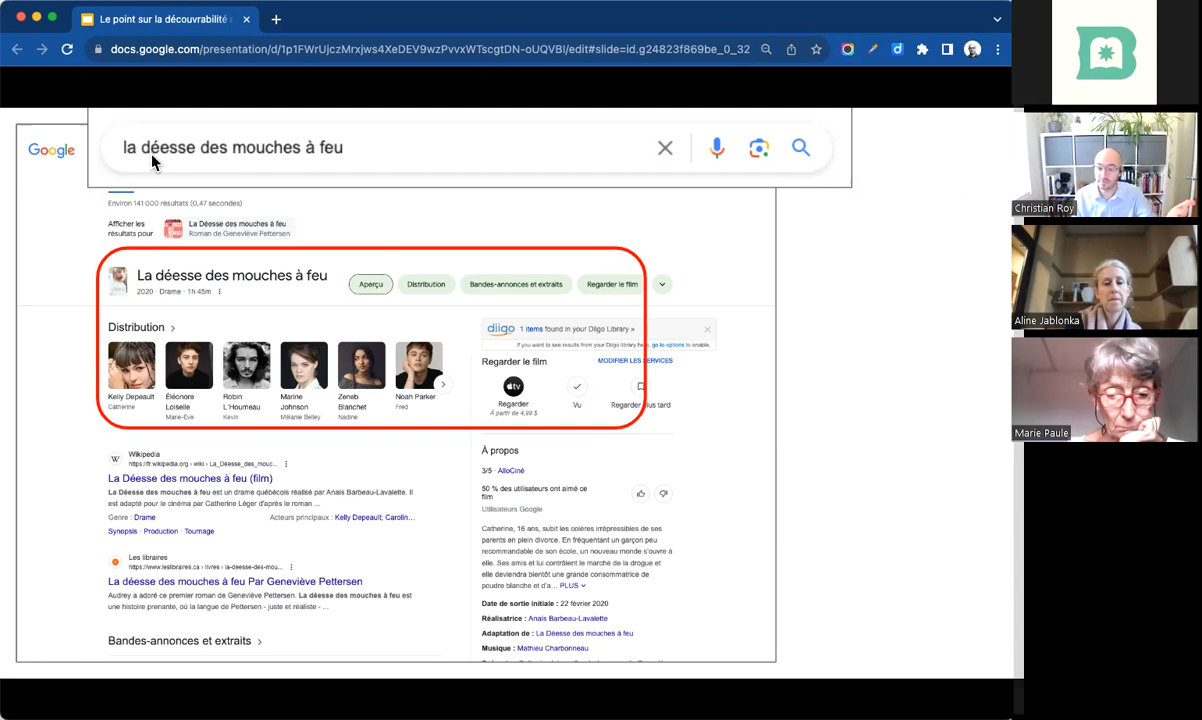 Le point sur la découvrabilité
docs.google.com/presentation/d/1p1FWrUjczMrxjws4XeDEV9wzPvvxWTscgtDN-oUQVBI/edit#slide=id.g24823f869be_0_32
Google
la déesse des mouches à feu
Environ 141 000 résultats (0,47 secondes)
Afficher les
résultats pour
La Déesse des mouches à feu
Roman de Geneviève Pettersen
La déesse des mouches à feu
2020 · Drame · 1h 45m
Aperçu
Distribution
Bandes-annonces et extraits
Regarder le film
Distribution
Kelly Depeault
Catherine
Éléonore
Loiselle
Marie-Eve
Robin
L'Houmeau
Kevin
Marine
Johnson
Mélanie Belley
Zeneb
Blanchet
Nadine
Noah Parker
Fred
diigo 1 items found in your Diigo Library »
If you want to see results from your Diigo library here, go to options to enable.
Regarder le film
MODIFIER LES SERVICES
tv
Regarder
À partir de 4,99 $
Vu
Regarder plus tard
W
Wikipedia
https://fr.wikipedia.org › wiki › La_Déesse_des_mouc...
La Déesse des mouches à feu (film)
La Déesse des mouches à feu est un drame québécois réalisé par Anaïs Barbeau-Lavalette. Il
est adapté pour le cinéma par Catherine Léger d'après le roman ...
Genre : Drame
Acteurs principaux : Kelly Depeault; Carolin...
Synopsis · Production · Tournage
Les libraires
https://www.leslibraires.ca › livres › la-deesse-des-mou...
La déesse des mouches à feu Par Geneviève Pettersen
Audrey a adoré ce premier roman de Geneviève Pettersen. La déesse des mouches à feu est
une histoire prenante, où la langue de Pettersen - juste et réaliste - ...
Bandes-annonces et extraits
À propos
3/5 · AlloCiné
50 % des utilisateurs ont aimé ce
film
Utilisateurs Google
Catherine, 16 ans, subit les colères irrépressibles de ses
parents en plein divorce. En fréquentant un garçon peu
recommandable de son école, un nouveau monde s'ouvre à
elle. Ses amis et lui contrôlent le marché de la drogue et
elle deviendra bientôt une grande consommatrice de
poudre blanche et d'a... PLUS
Date de sortie initiale : 22 février 2020
Réalisatrice : Anaïs Barbeau-Lavalette
Adaptation de : La Déesse des mouches à feu
Musique : Mathieu Charbonneau
Christian Roy
Aline Jablonka
Marie Paule